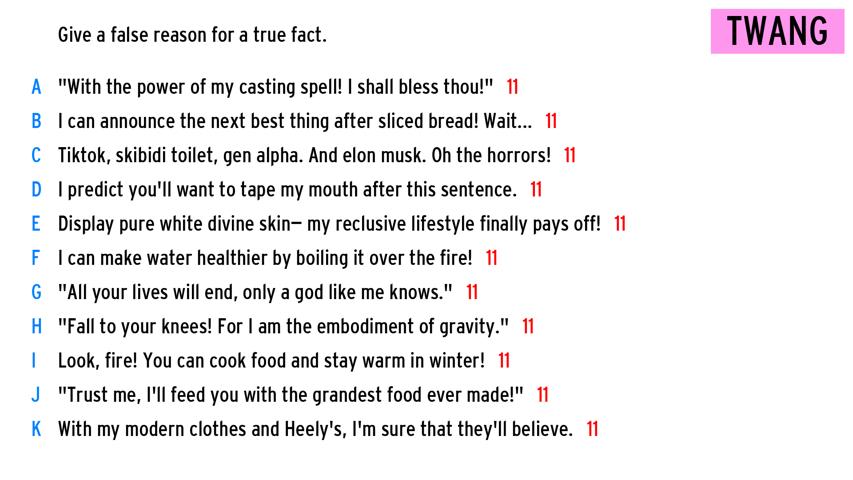 Give a false reason for a true fact.
TWANG
A "With the power of my casting spell! I shall bless thou!" 11
B I can announce the next best thing after sliced bread! Wait... 11
C Tiktok, skibidi toilet, gen alpha. And elon musk. Oh the horrors! 11
D I predict you'll want to tape my mouth after this sentence. 11
E Display pure white divine skin– my reclusive lifestyle finally pays off! 11
F I can make water healthier by boiling it over the fire! 11
G "All your lives will end, only a god like me knows." 11
H "Fall to your knees! For I am the embodiment of gravity." 11
I Look, fire! You can cook food and stay warm in winter! 11
J "Trust me, I'll feed you with the grandest food ever made!" 11
K With my modern clothes and Heely's, I'm sure that they'll believe. 11